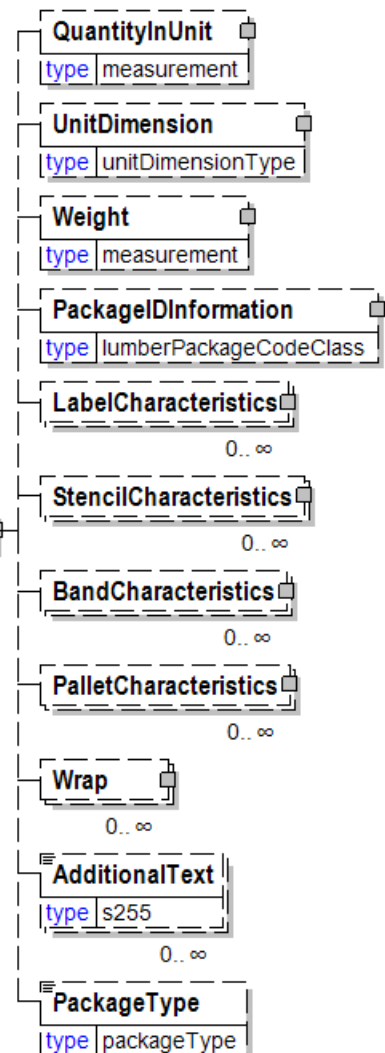 QuantityInUnit
type measurement
UnitDimension
type unitDimensionType
Weight
type measurement
PackageIDInformation
type lumberPackageCodeClass
LabelCharacteristics
0.. ∞
StencilCharacteristics
0.. ∞
BandCharacteristics
0.. ∞
PalletCharacteristics
0.. ∞
Wrap
0.. ∞
AdditionalText
type s255
0.. ∞
PackageType
type packageType